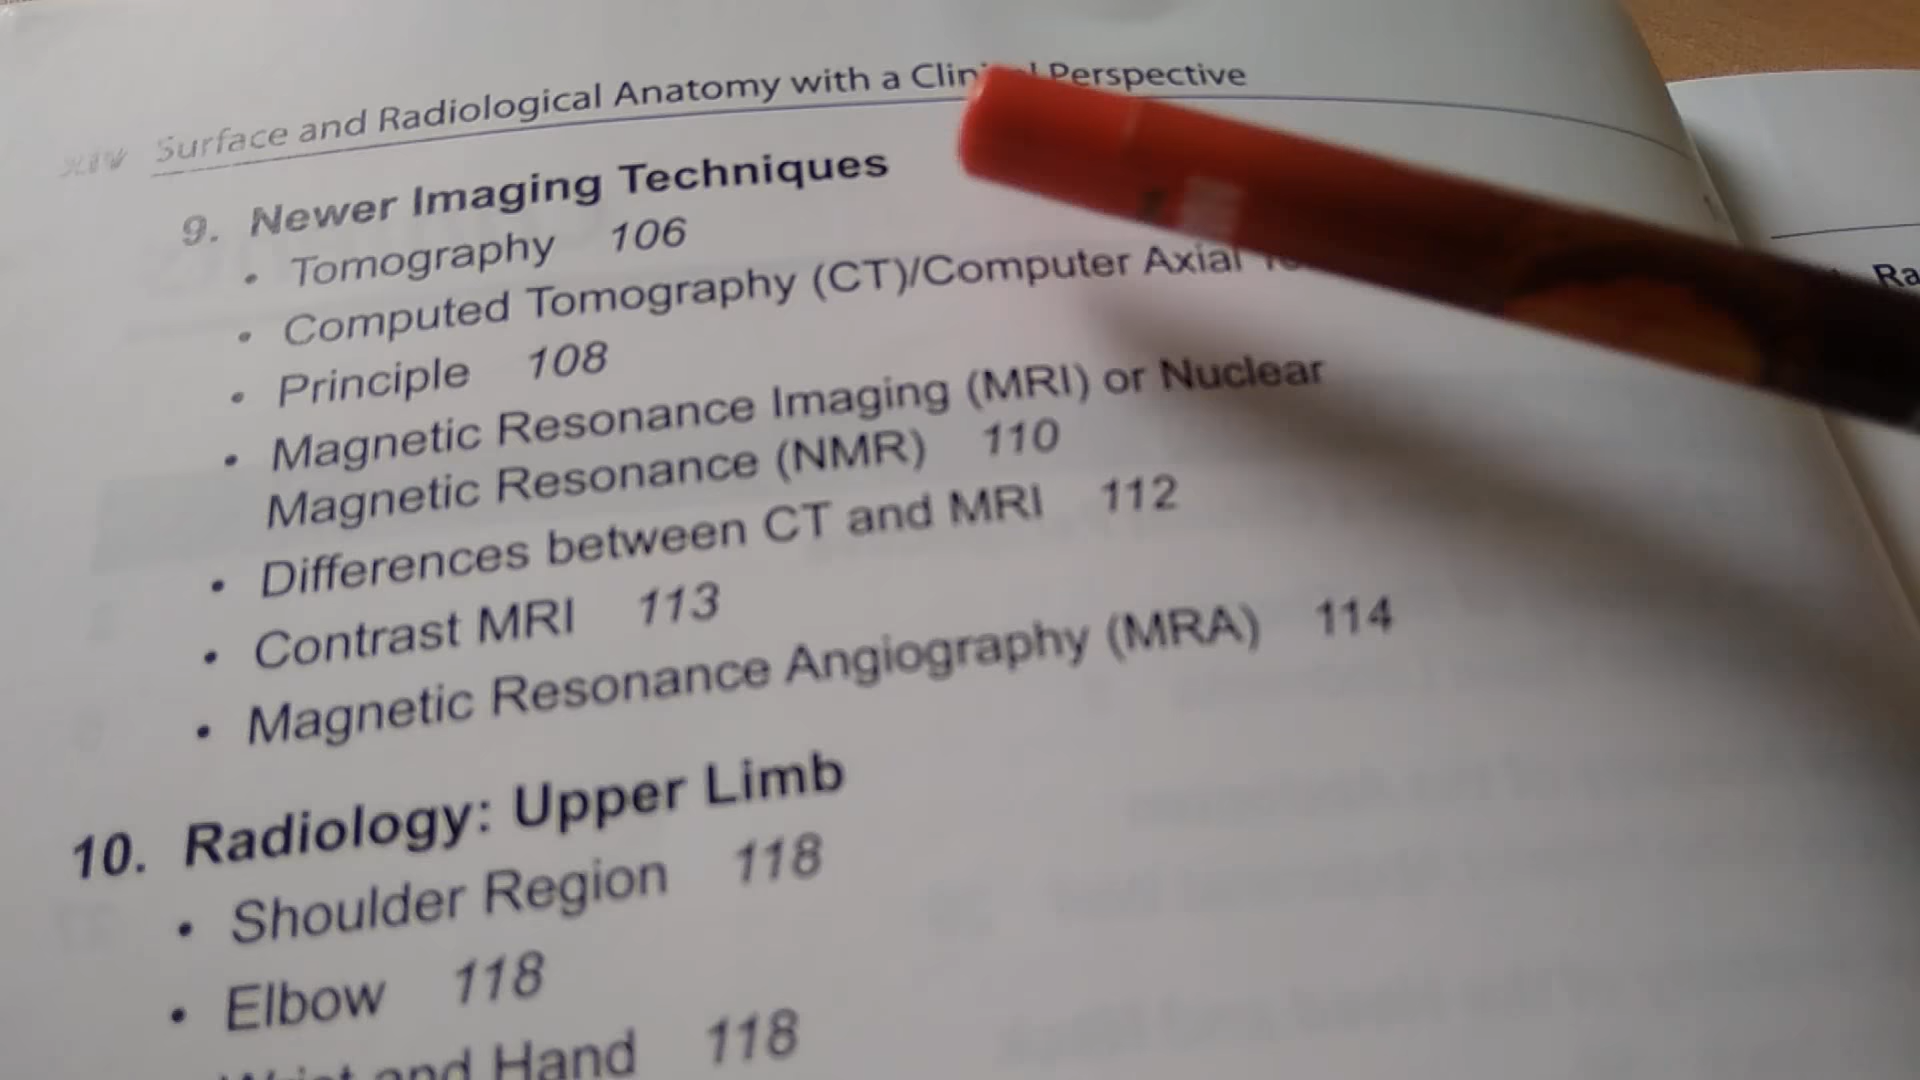 xiv Surface and Radiological Anatomy with a Perspective
9. Newer Imaging Techniques
• Tomography 106
• Computed Tomography (CT)/Computer Axial
• Principle 108
• Magnetic Resonance Imaging (MRI) or Nuclear
Magnetic Resonance (NMR) 110
• Differences between CT and MRI 112
• Contrast MRI 113
• Magnetic Resonance Angiography (MRA) 114
10. Radiology: Upper Limb
• Shoulder Region 118
• Elbow 118
Wrist and Hand 118